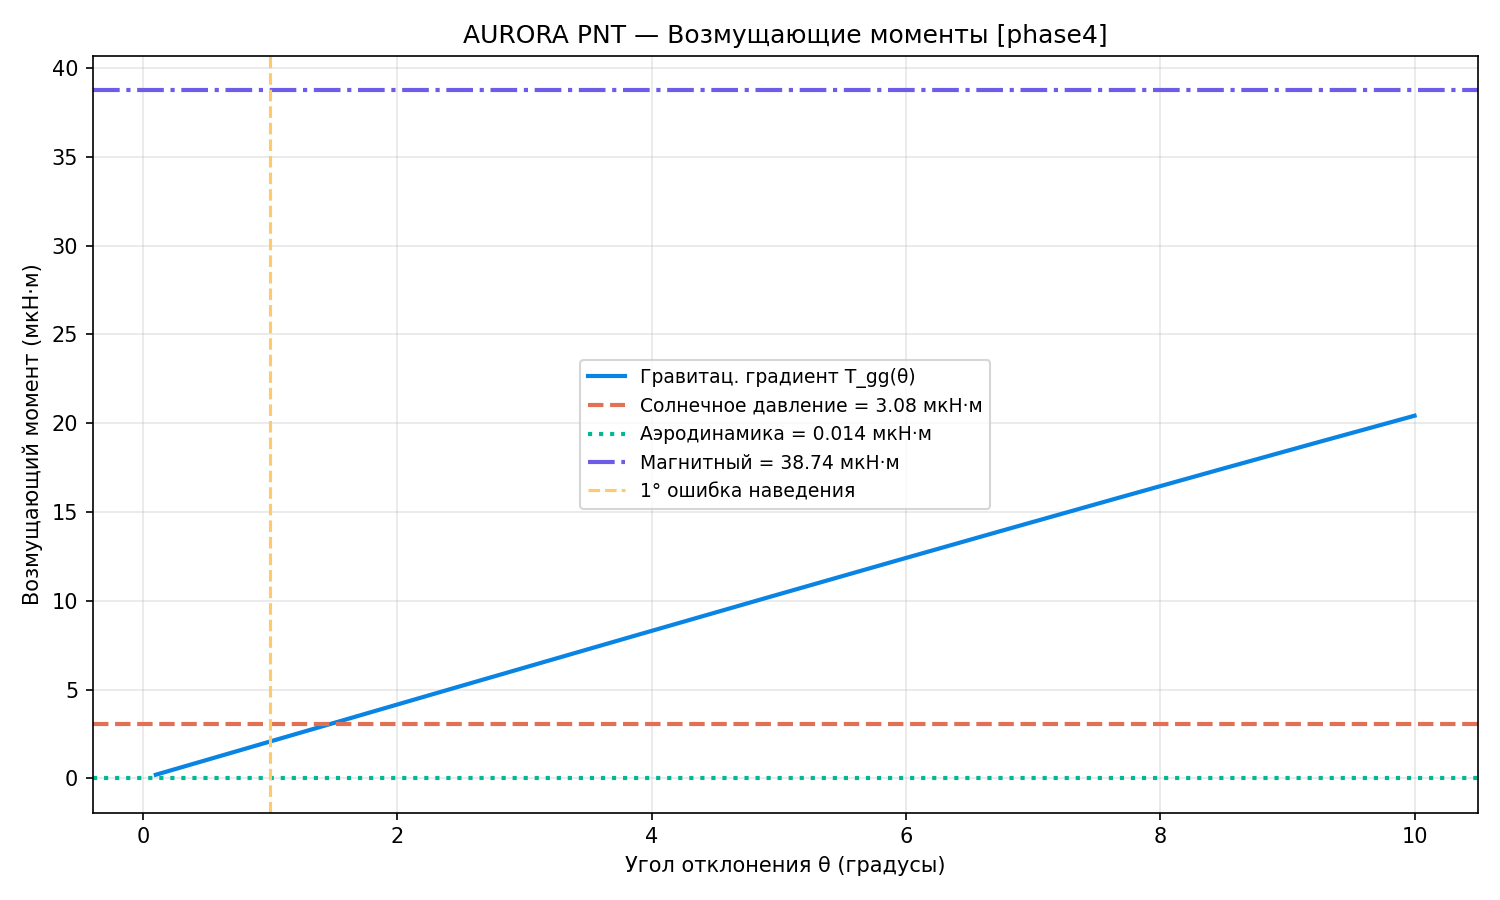 AURORA PNT — Возмущающие моменты [phase4]
Возмущающий момент (мкН·м)
40
35
30
25
20
15
10
5
0
Гравитац. градиент T_gg(θ)
Солнечное давление = 3.08 мкН·м
Аэродинамика = 0.014 мкН·м
Магнитный = 38.74 мкН·м
1° ошибка наведения
0 2 4 6 8 10
Угол отклонения θ (градусы)